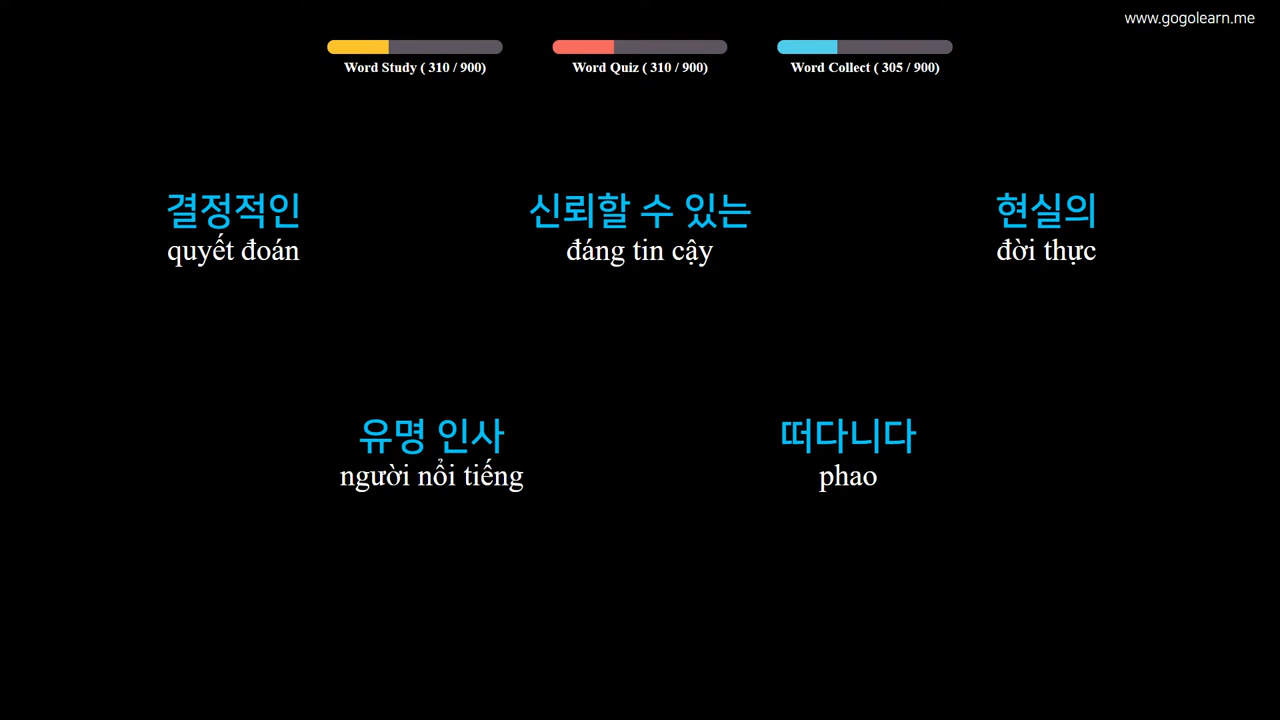 www.gogolearn.me
Word Study ( 310 / 900)
Word Quiz ( 310 / 900)
Word Collect ( 305 / 900)
결정적인
quyết đoán
신뢰할 수 있는
đáng tin cậy
현실의
đời thực
유명 인사
người nổi tiếng
떠다니다
phao